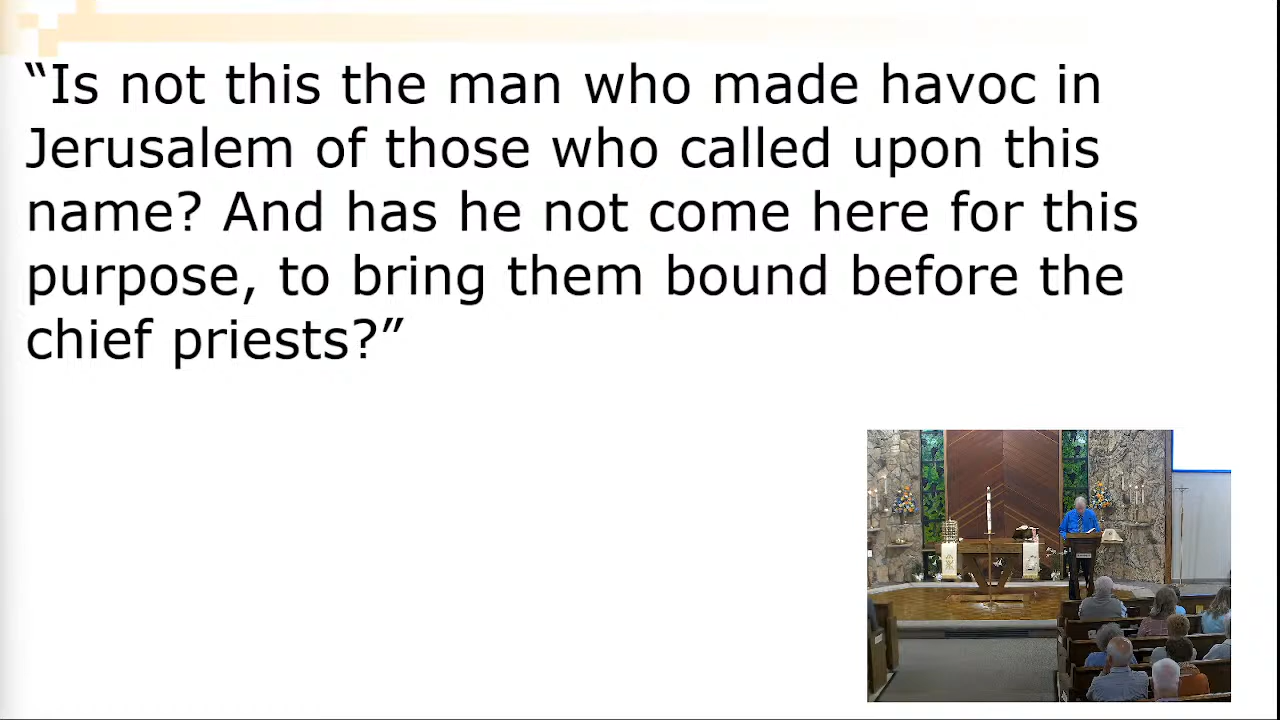 “Is not this the man who made havoc in
Jerusalem of those who called upon this
name? And has he not come here for this
purpose, to bring them bound before the
chief priests?”